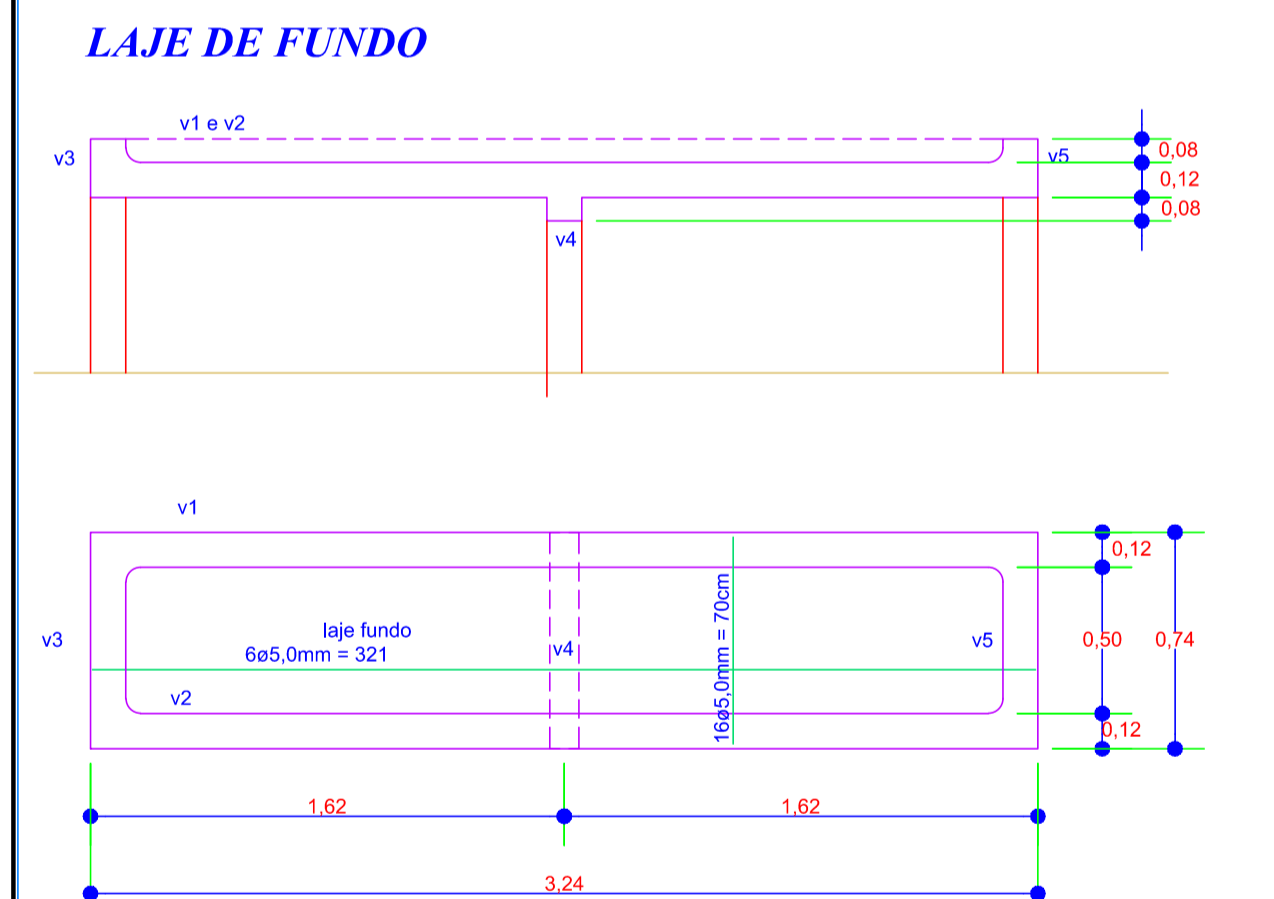 LAJE DE FUNDO
v1 e v2
v3
v5
0,08
0,12
0,08
v4
v1
0,12
laje fundo
6ø5,0mm = 321
v3
v4
16ø5,0mm = 70cm
v5
0,50
0,74
v2
0,12
1,62
1,62
3,24